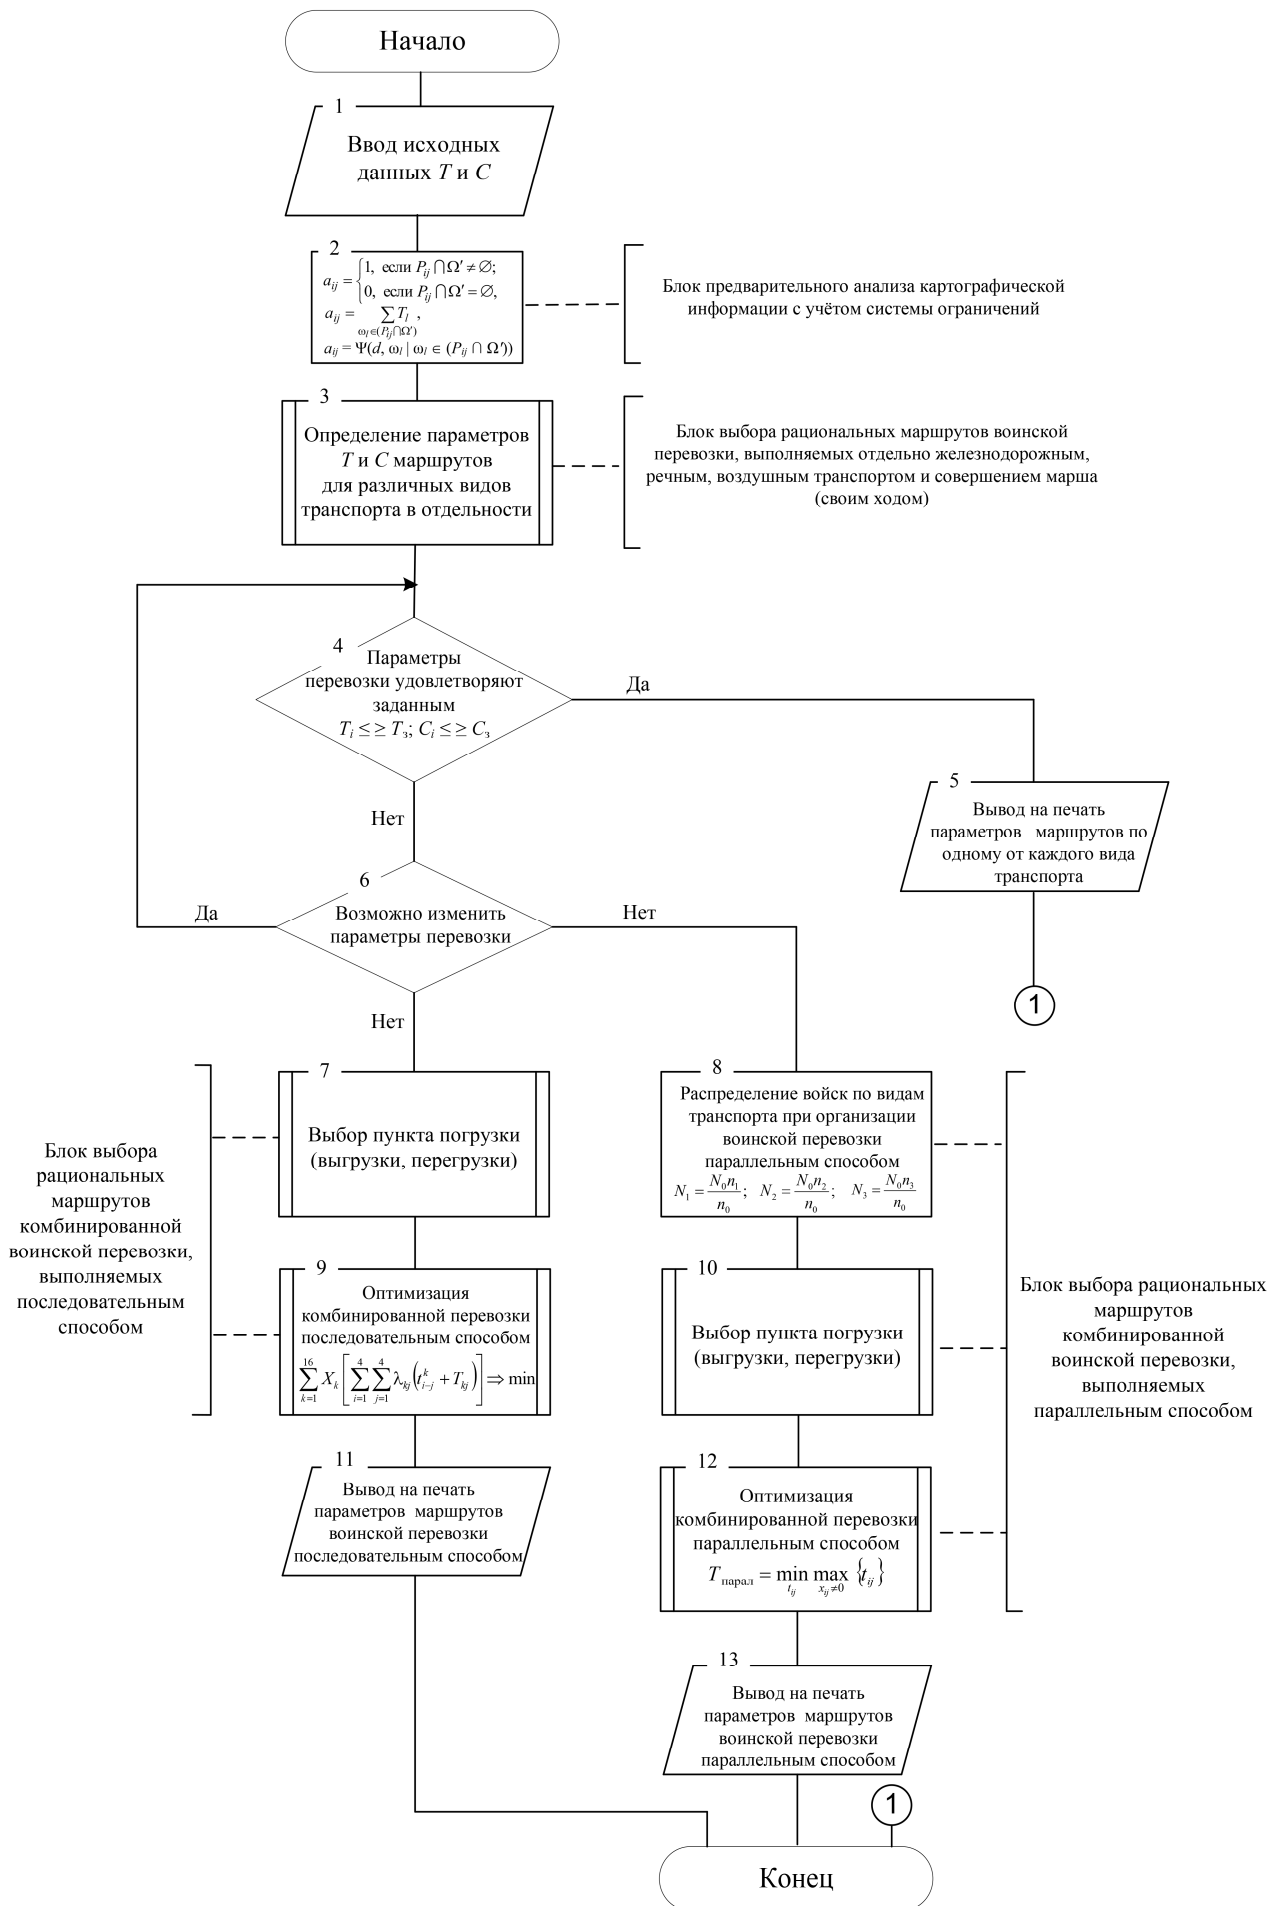 Начало
1
Ввод исходных
данных T и C
2
a_ij = {1, если P_ij ⋂ Ω′ ≠ ∅;
0, если P_ij ⋂ Ω′ = ∅,
a_ij = ∑ T_l ,
ω_l ∈(P_ij⋂Ω′)
a_ij = Ψ(d, ω_l | ω_l ∈ (P_ij ∩ Ω′))
Блок предварительного анализа картографической
информации с учётом системы ограничений
3
Определение параметров
T и C маршрутов
для различных видов
транспорта в отдельности
Блок выбора рациональных маршрутов воинской
перевозки, выполняемых отдельно железнодорожным,
речным, воздушным транспортом и совершением марша
(своим ходом)
4
Параметры
перевозки удовлетворяют
заданным
T_i ≤ ≥ T_з; C_i ≤ ≥ C_з
Да
Нет
5
Вывод на печать
параметров маршрутов по
одному от каждого вида
транспорта
1
6
Возможно изменить
параметры перевозки
Да
Нет
Нет
7
Выбор пункта погрузки
(выгрузки, перегрузки)
Блок выбора
рациональных
маршрутов
комбинированной
воинской перевозки,
выполняемых
последовательным
способом
9
Оптимизация
комбинированной перевозки
последовательным способом
∑_{k=1}^{16} X_k [∑_{i=1}^{4} ∑_{j=1}^{4} λ_kj (t_{i−j}^k + T_kj)] ⇒ min
11
Вывод на печать
параметров маршрутов
воинской перевозки
последовательным способом
8
Распределение войск по видам
транспорта при организации
воинской перевозки
параллельным способом
N_1 = N_0n_1/n_0; N_2 = N_0n_2/n_0; N_3 = N_0n_3/n_0
10
Выбор пункта погрузки
(выгрузки, перегрузки)
Блок выбора рациональных
маршрутов
комбинированной
воинской перевозки,
выполняемых
параллельным способом
12
Оптимизация
комбинированной перевозки
параллельным способом
T_парал = min_{t_ij} max_{x_ij≠0} {t_ij}
13
Вывод на печать
параметров маршрутов
воинской перевозки
параллельным способом
1
Конец